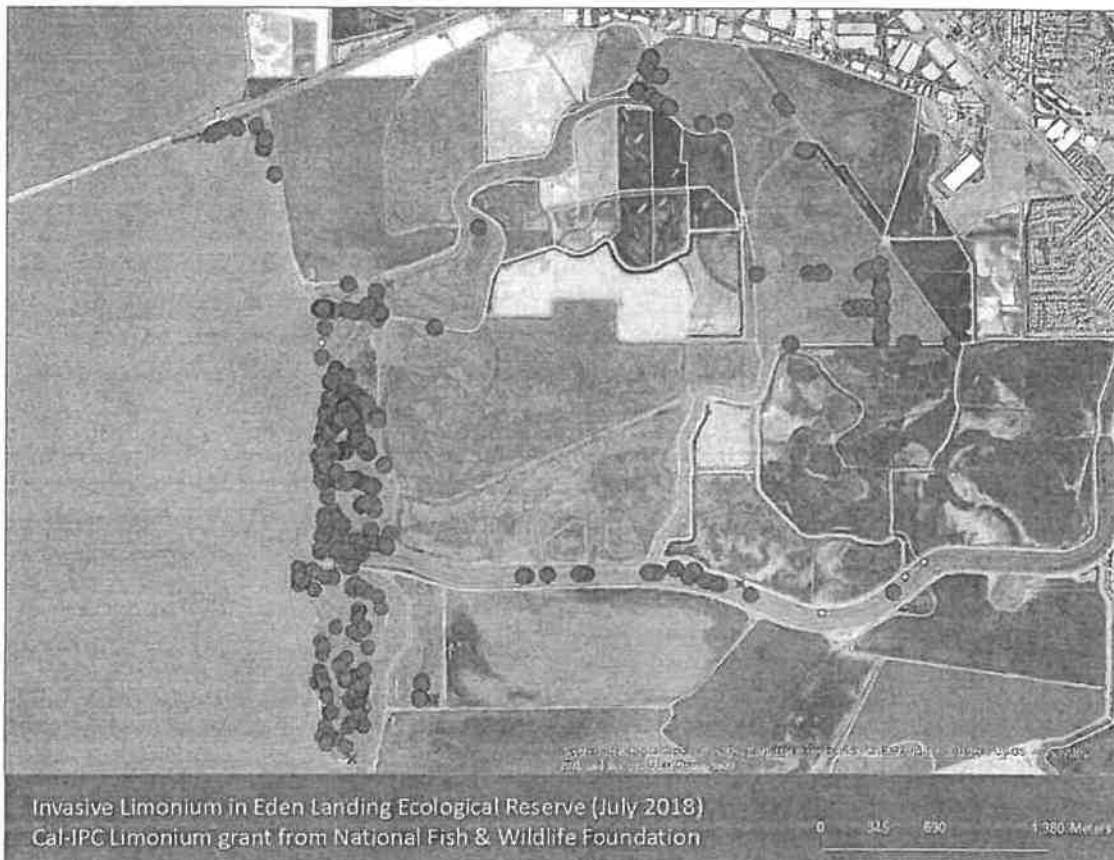 Invasive Limonium in Eden Landing Ecological Reserve (July 2018)
Cal-IPC Limonium grant from National Fish & Wildlife Foundation
0 345 690 1,380 Meters